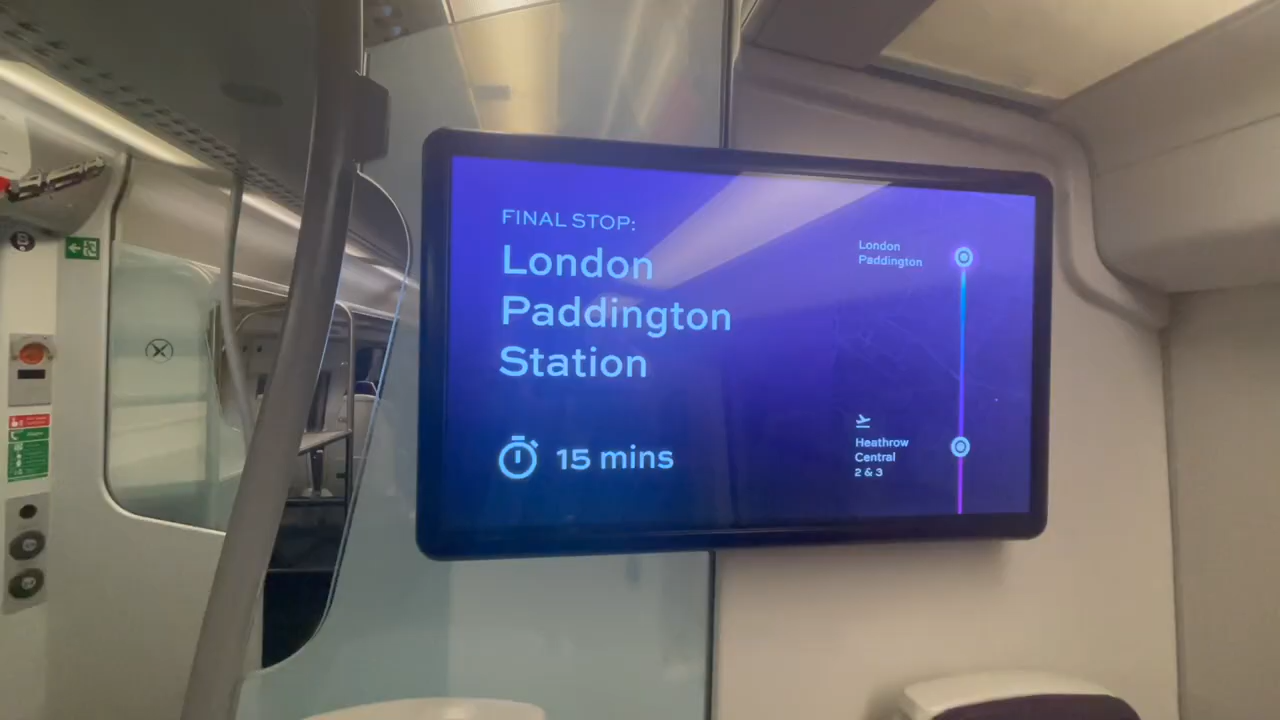 FINAL STOP:
London
Paddington
Station
15 mins
London
Paddington
Heathrow
Central
2 & 3